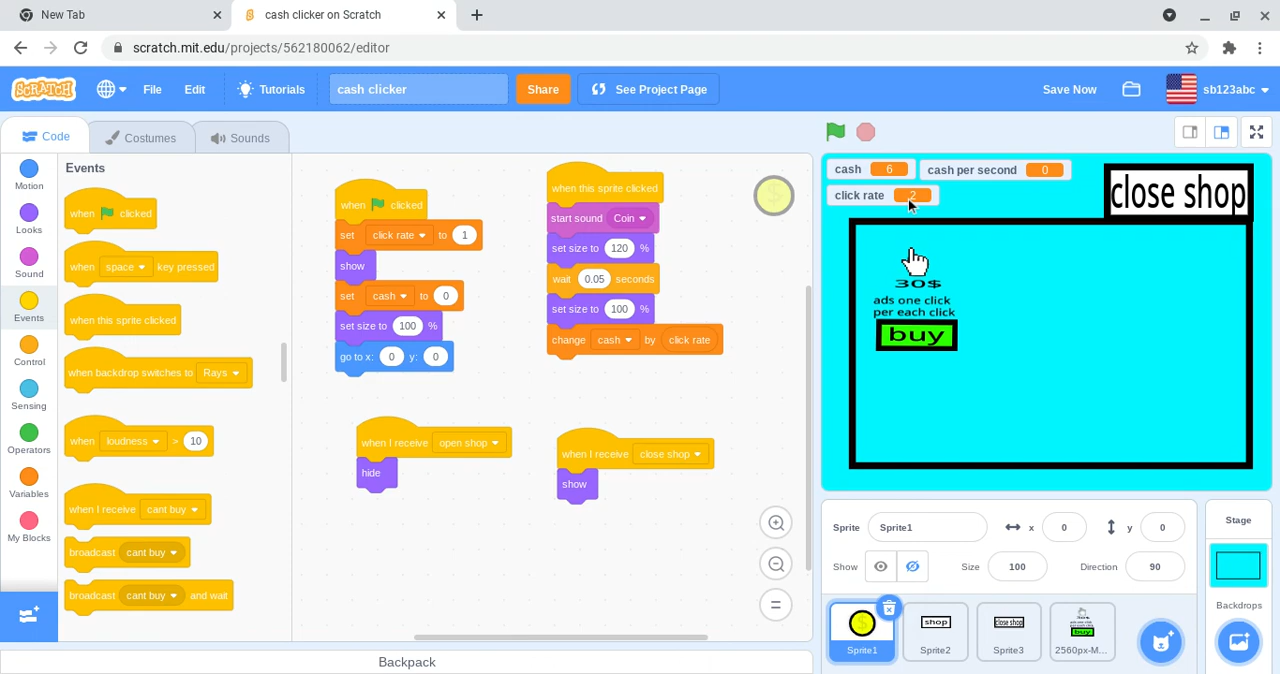 New Tab
cash clicker on Scratch
scratch.mit.edu/projects/562180062/editor
SCRATCH
File
Edit
Tutorials
cash clicker
Share
See Project Page
Save Now
sb123abc
Code
Costumes
Sounds
Motion
Looks
Sound
Events
Control
Sensing
Operators
Variables
My Blocks
Events
when clicked
when space key pressed
when this sprite clicked
when backdrop switches to Rays
when loudness > 10
when I receive cant buy
broadcast cant buy
broadcast cant buy and wait
when clicked
set click rate to 1
show
set cash to 0
set size to 100 %
go to x: 0 y: 0
when this sprite clicked
start sound Coin
set size to 120 %
wait 0.05 seconds
set size to 100 %
change cash by click rate
when I receive open shop
hide
when I receive close shop
show
Backpack
cash 6
cash per second 0
click rate 2
close shop
30$
ads one click
per each click
buy
Sprite Sprite1
x 0
y 0
Show
Size 100
Direction 90
Sprite1
shop
Sprite2
close shop
Sprite3
buy
2560px-M...
Stage
Backdrops